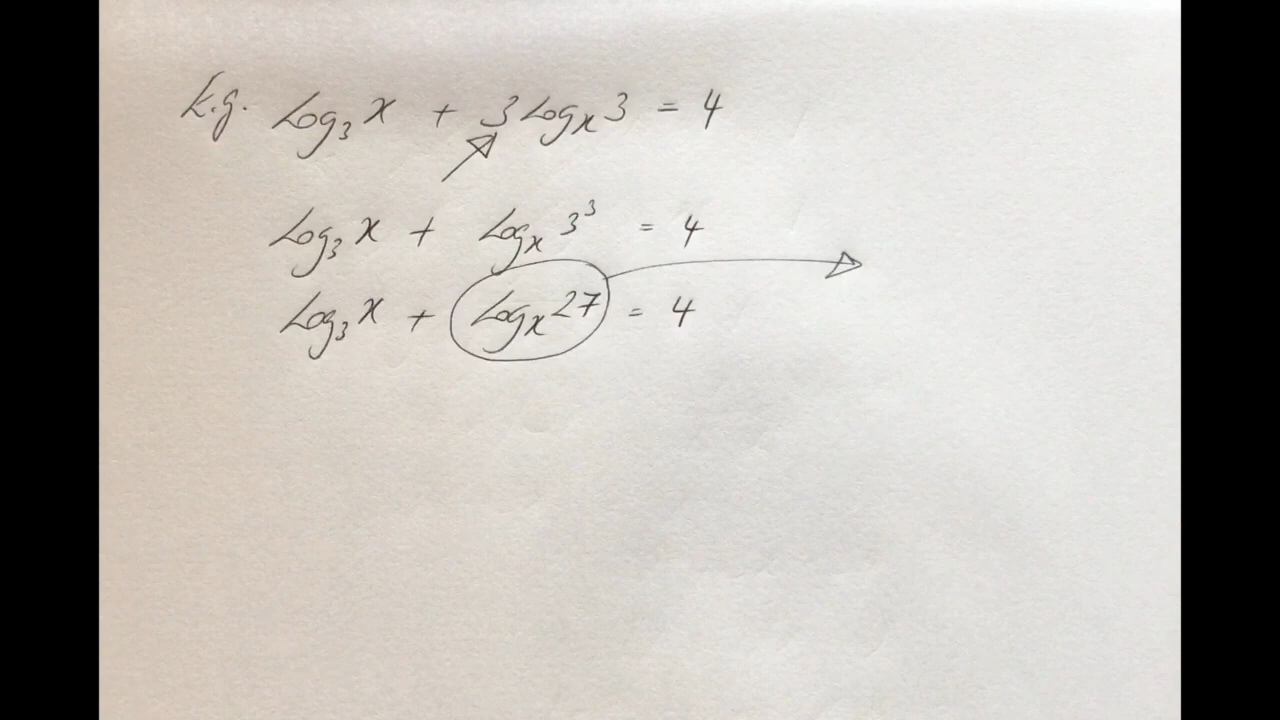 E.g. Log₃x + 3Logₓ3 = 4
Log₃x + Logₓ3³ = 4
Log₃x + Logₓ27 = 4